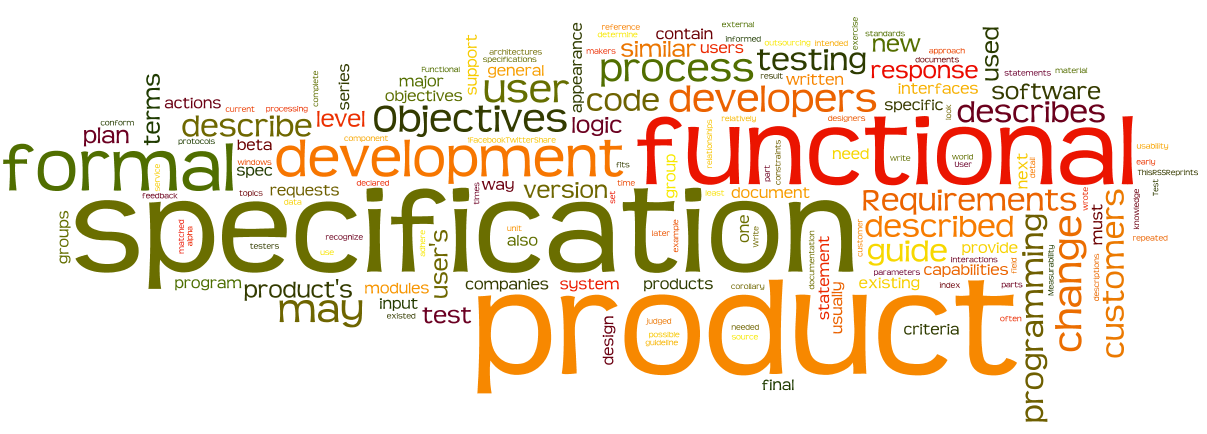 reference
external
determine
appearance
contain
informed
exercise
standards
architectures
makers
similar
users
outsourcing
intended
new
approach
specifications
support
process
testing
used
documents
Functional
general
result
written
response
statements
material
complete
series
major
user
code
developers
interfaces
software
terms
actions
objectives
specific
look
describes
current
processing
level
Objectives
logic
designers
conform
plan
describe
functional
protocols
beta
component
!FacebookTwitterShare
relationships
relatively
usability
formal
windows
development
need
write
world
User
next
early
service
spec
fits
group
part
constraints
detail
ThisRSSReprints
feedback
topics
requests
declared
times
way
version
set
time
past
document
Requirements
Test
data
wrote
knowledge
groups
specification
described
must
customers
matched
alpha
testers
recognize
use
sphere
user's
unit
also
later
example
one
Write
customer
guide
provide
programming
change
repeated
documentation
interactions
Measurability
descriptions
program
product's
modules
companies
system
products
corollary
statement
usually
parameters
capabilities
field
existing
index
parts
may
input
existed
test
product
design
judged
possible
guideline
needed
source
criteria
often
final